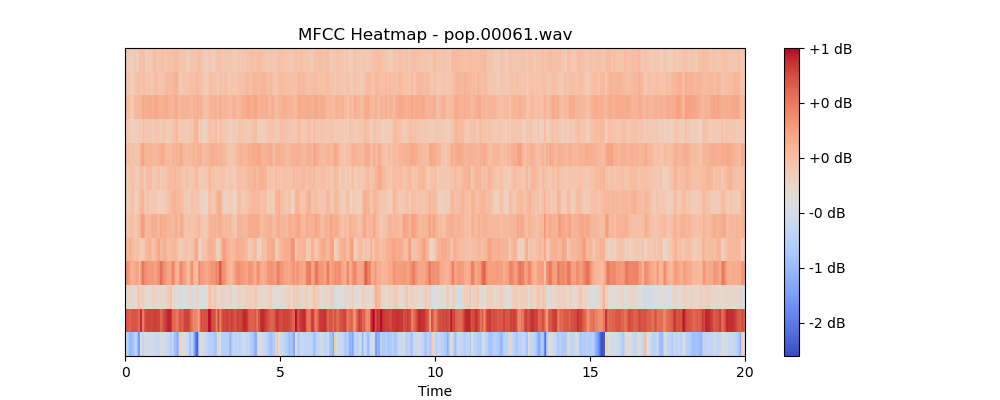 MFCC Heatmap - pop.00061.wav
+1 dB
+0 dB
+0 dB
-0 dB
-1 dB
-2 dB
0 5 10 15 20
Time